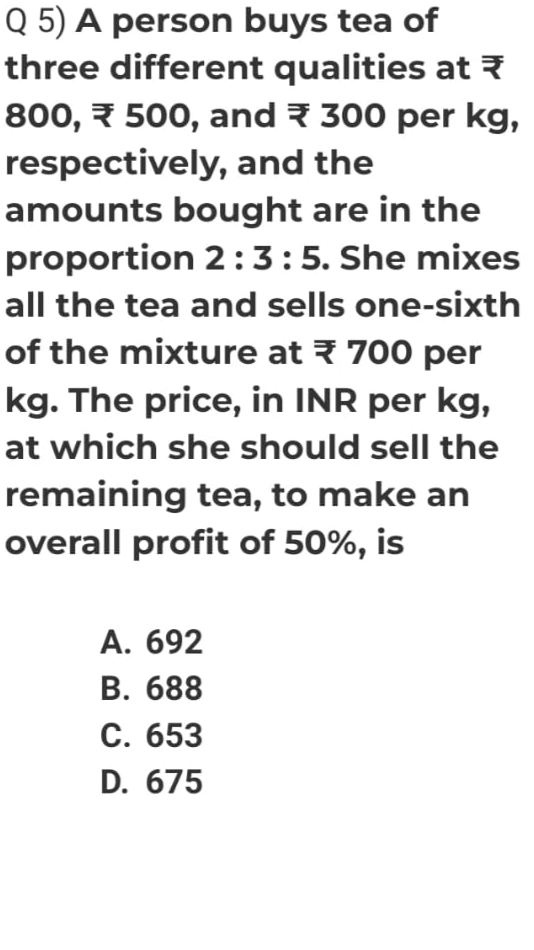 Q 5) A person buys tea of
three different qualities at ₹
800, ₹ 500, and ₹ 300 per kg,
respectively, and the
amounts bought are in the
proportion 2 : 3 : 5. She mixes
all the tea and sells one-sixth
of the mixture at ₹ 700 per
kg. The price, in INR per kg,
at which she should sell the
remaining tea, to make an
overall profit of 50%, is
A. 692
B. 688
C. 653
D. 675